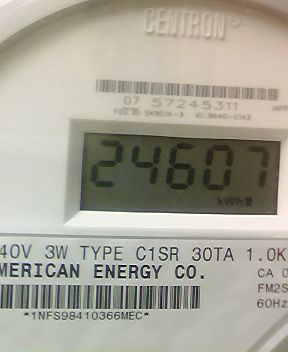 CENTRON®
07 57245311
24607
kWh
40V 3W TYPE C1SR 30TA 1.0K
MERICAN ENERGY CO.
CA 0
FM2S
60Hz
*1NFS98410366MEC*